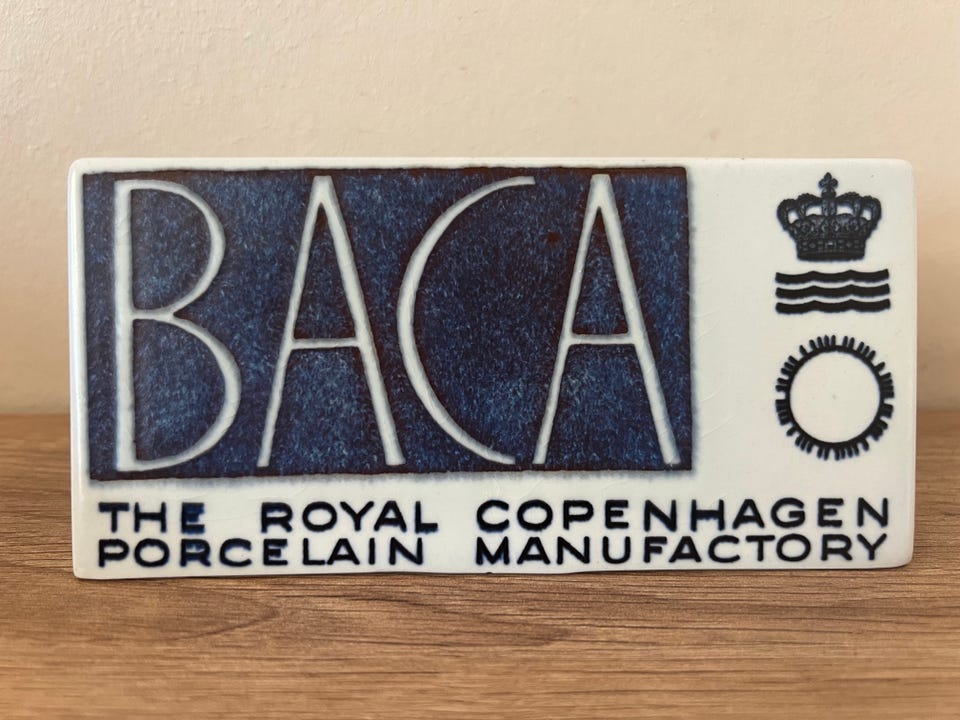 BACA
THE ROYAL COPENHAGEN
PORCELAIN MANUFACTORY